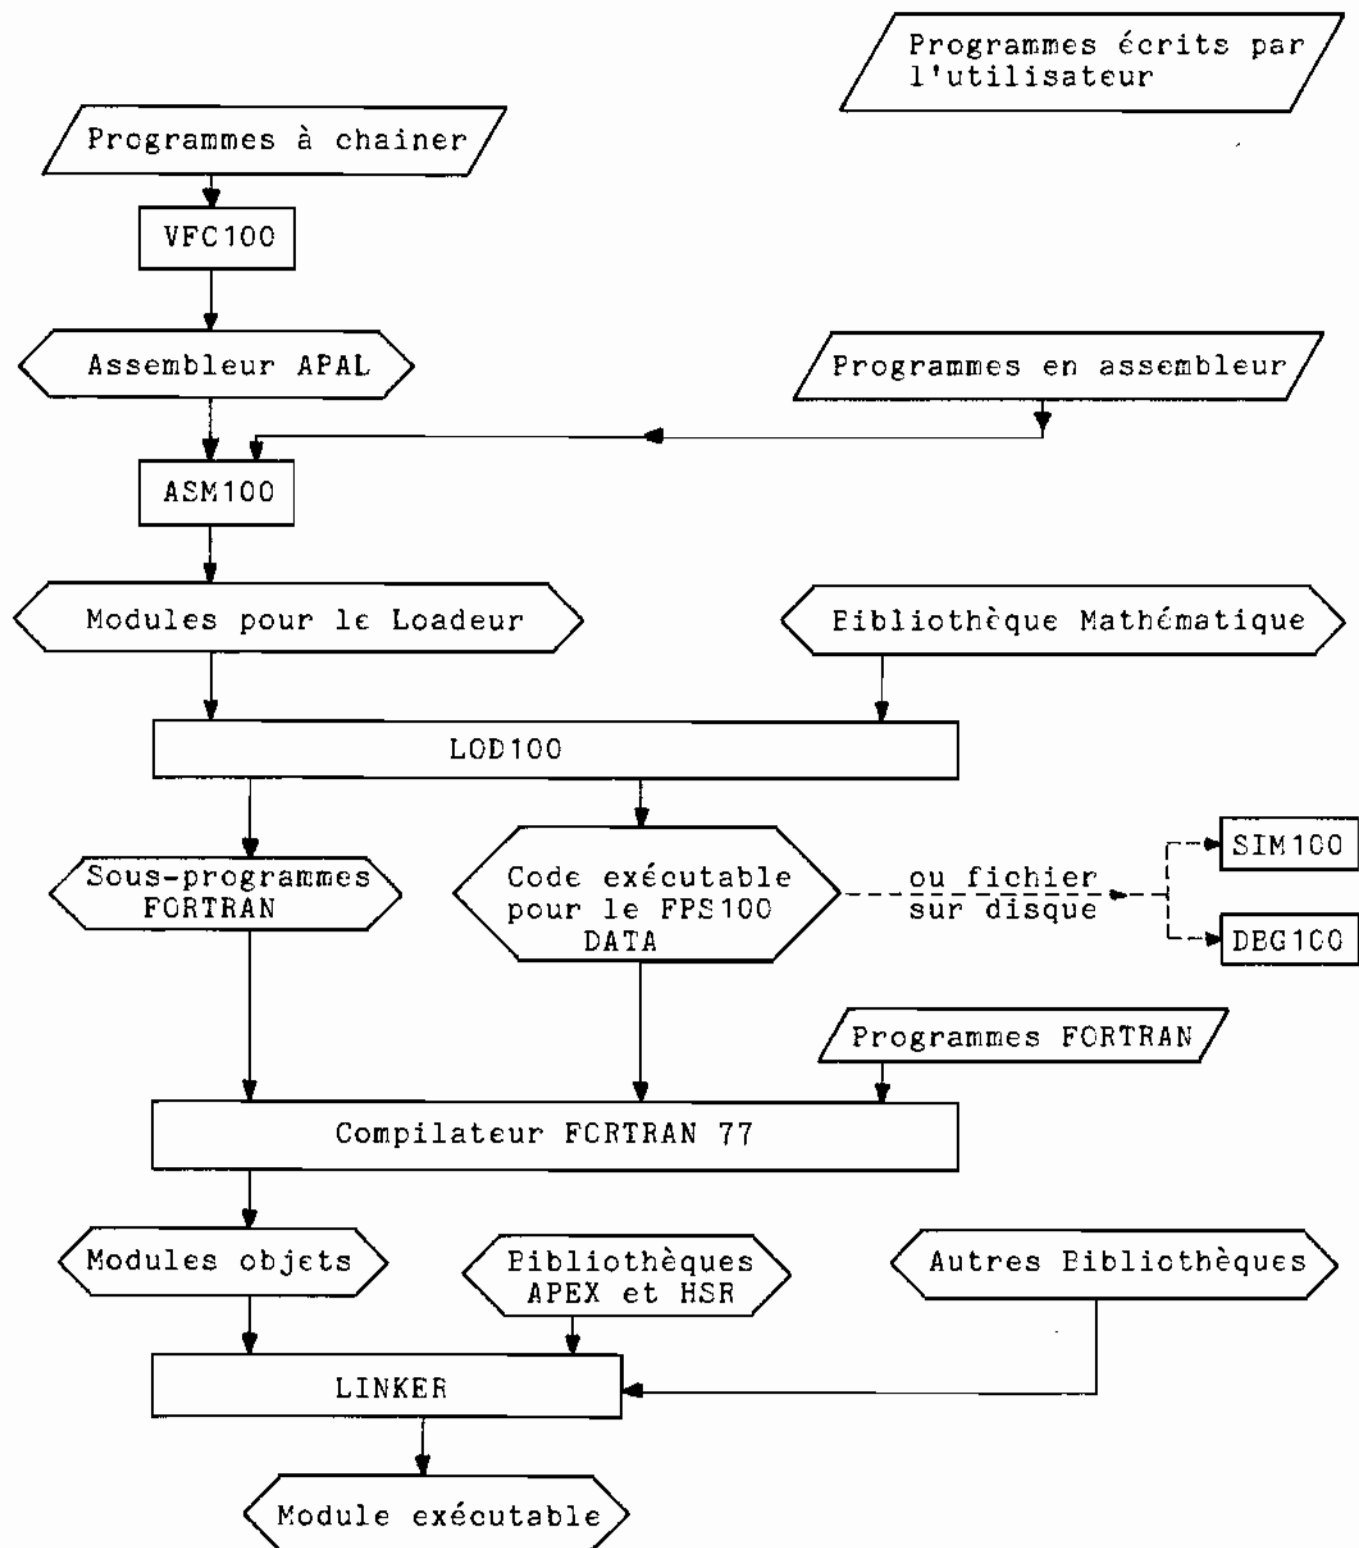 Programmes écrits par
l'utilisateur
Programmes à chainer
VFC100
Assembleur APAL
Programmes en assembleur
ASM100
Modules pour le Loadeur
Bibliothèque Mathématique
LOD100
Sous-programmes
FORTRAN
Code exécutable
pour le FPS100
DATA
ou fichier
sur disque
SIM100
DBG100
Programmes FORTRAN
Compilateur FORTRAN 77
Modules objets
Bibliothèques
APEX et HSR
Autres Bibliothèques
LINKER
Module exécutable